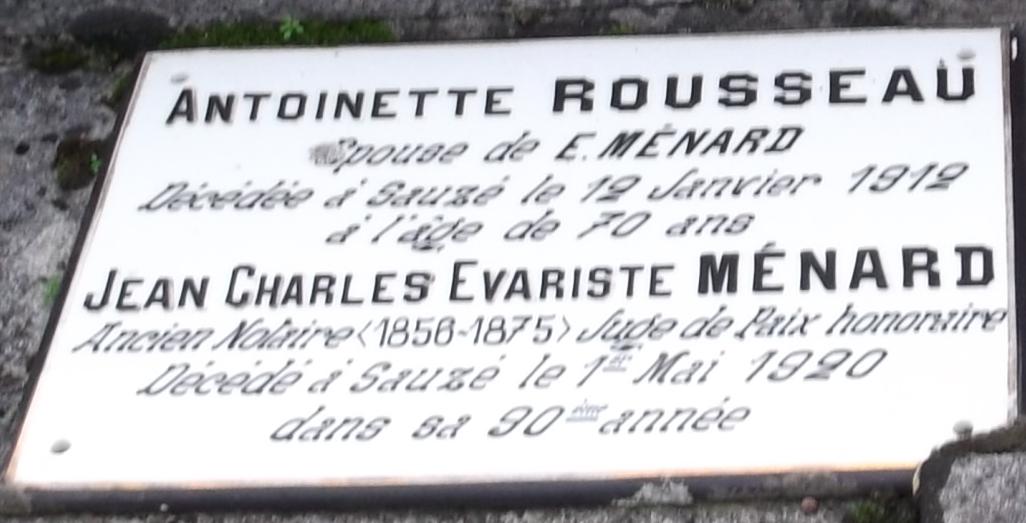 ANTOINETTE ROUSSEAU
Epouse de E. MÉNARD
Décédée à Sauzé le 12 Janvier 1912
à l'âge de 70 ans
JEAN CHARLES EVARISTE MÉNARD
Ancien Notaire (1856-1875) Juge de Paix honoraire
Décédé à Sauzé le 1er Mai 1920
dans sa 90ème année